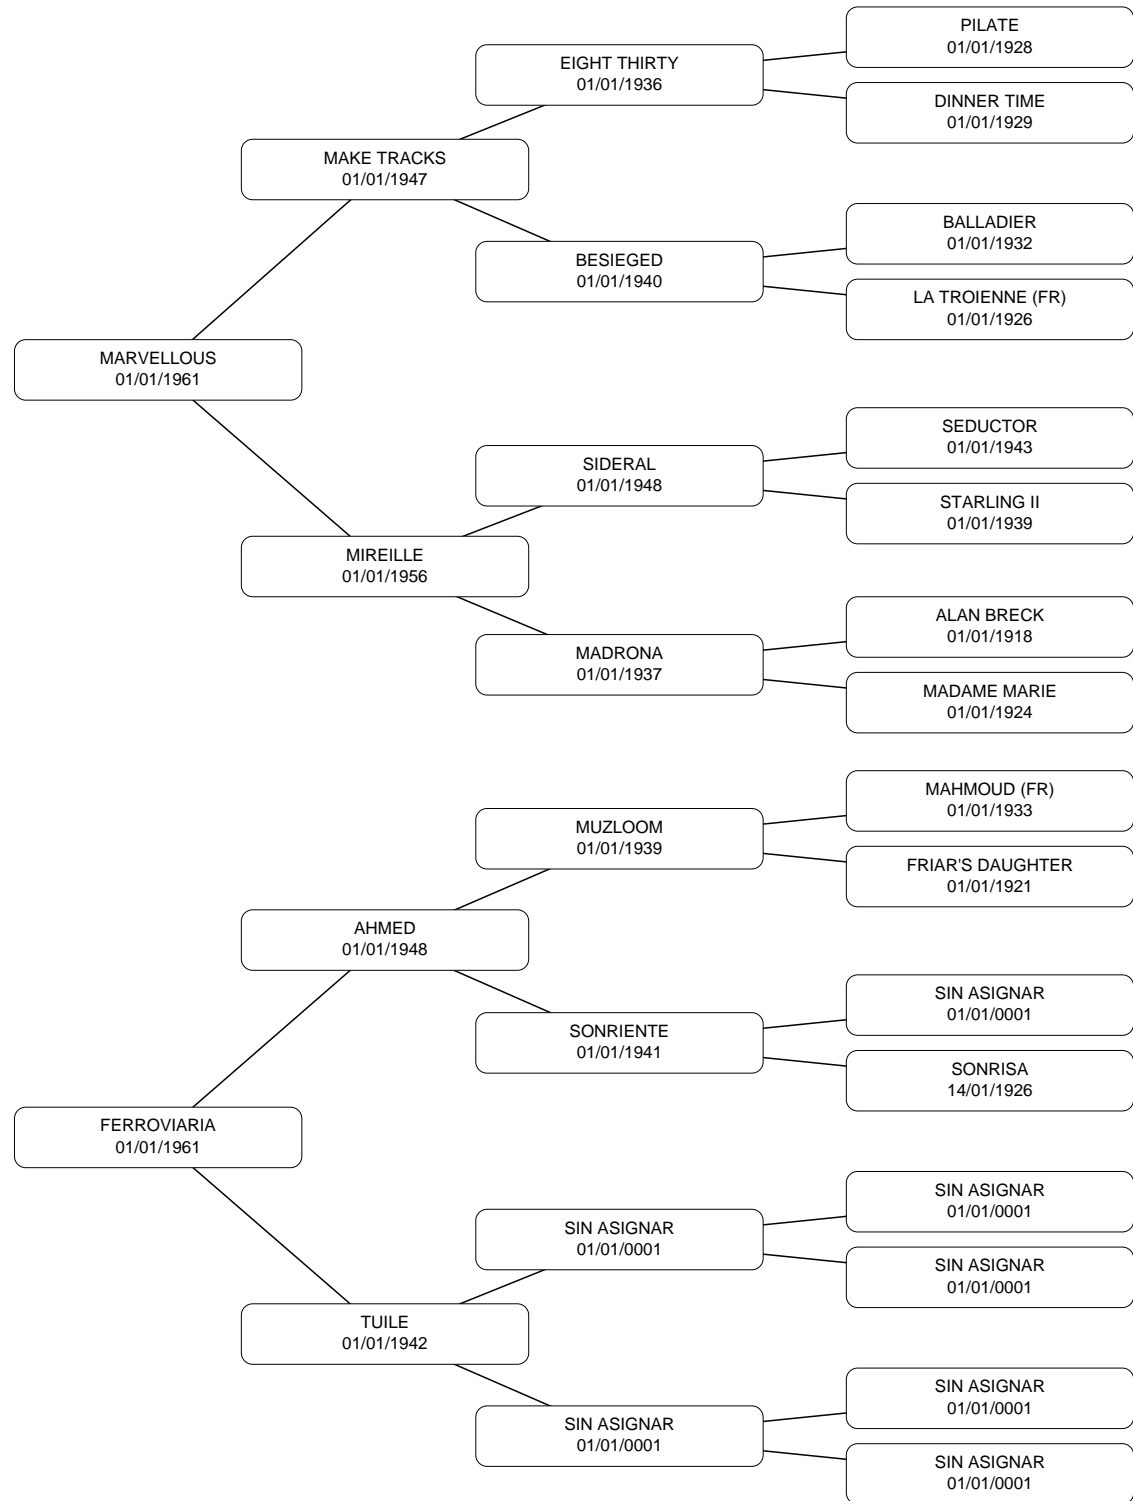 PILATE
01/01/1928
EIGHT THIRTY
01/01/1936
DINNER TIME
01/01/1929
MAKE TRACKS
01/01/1947
BALLADIER
01/01/1932
BESIEGED
01/01/1940
LA TROIENNE (FR)
01/01/1926
MARVELLOUS
01/01/1961
SEDUCTOR
01/01/1943
SIDERAL
01/01/1948
STARLING II
01/01/1939
MIREILLE
01/01/1956
ALAN BRECK
01/01/1918
MADRONA
01/01/1937
MADAME MARIE
01/01/1924
MAHMOUD (FR)
01/01/1933
MUZLOOM
01/01/1939
FRIAR'S DAUGHTER
01/01/1921
AHMED
01/01/1948
SIN ASIGNAR
01/01/0001
SONRIENTE
01/01/1941
SONRISA
14/01/1926
FERROVIARIA
01/01/1961
SIN ASIGNAR
01/01/0001
SIN ASIGNAR
01/01/0001
SIN ASIGNAR
01/01/0001
TUILE
01/01/1942
SIN ASIGNAR
01/01/0001
SIN ASIGNAR
01/01/0001
SIN ASIGNAR
01/01/0001